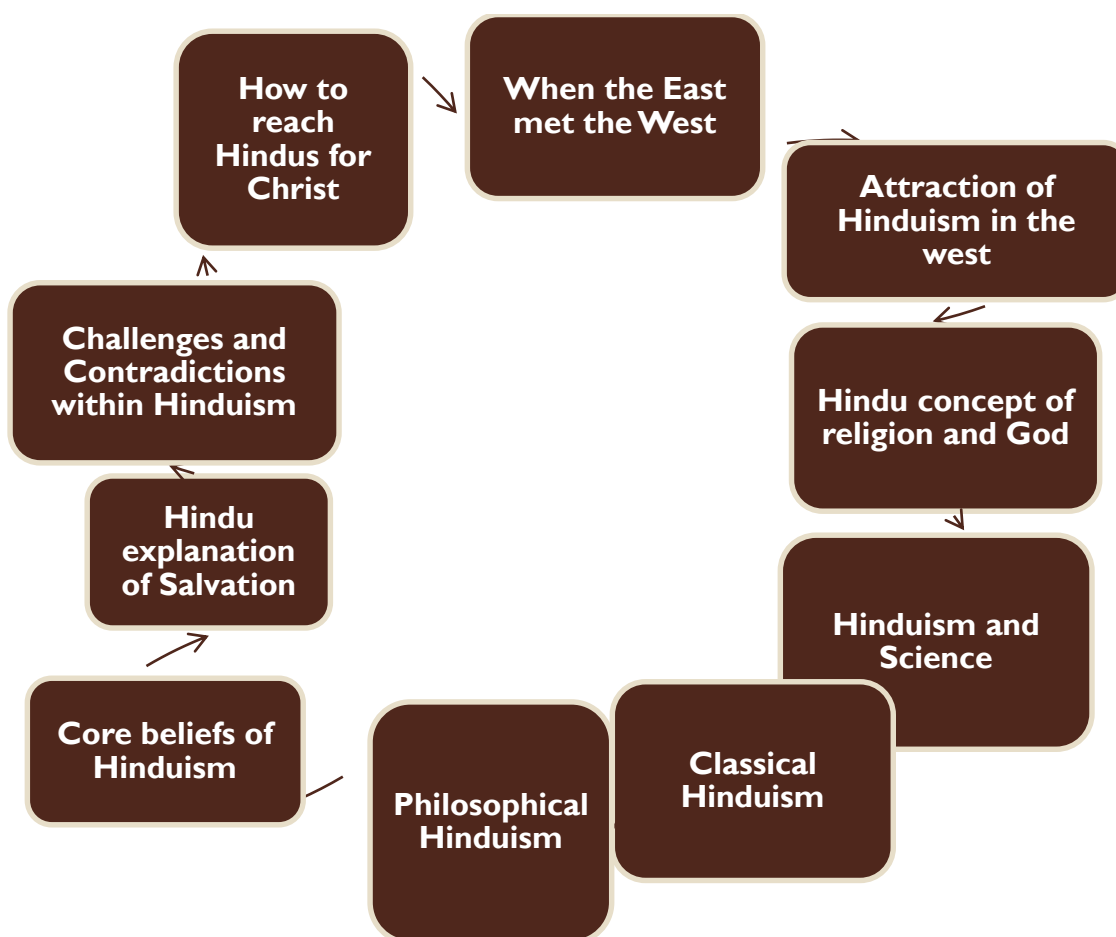 When the East
met the West
Attraction of
Hinduism in the
west
Hindu concept of
religion and God
Hinduism and
Science
Classical
Hinduism
Philosophical
Hinduism
Core beliefs of
Hinduism
Hindu
explanation
of Salvation
Challenges and
Contradictions
within Hinduism
How to
reach
Hindus for
Christ